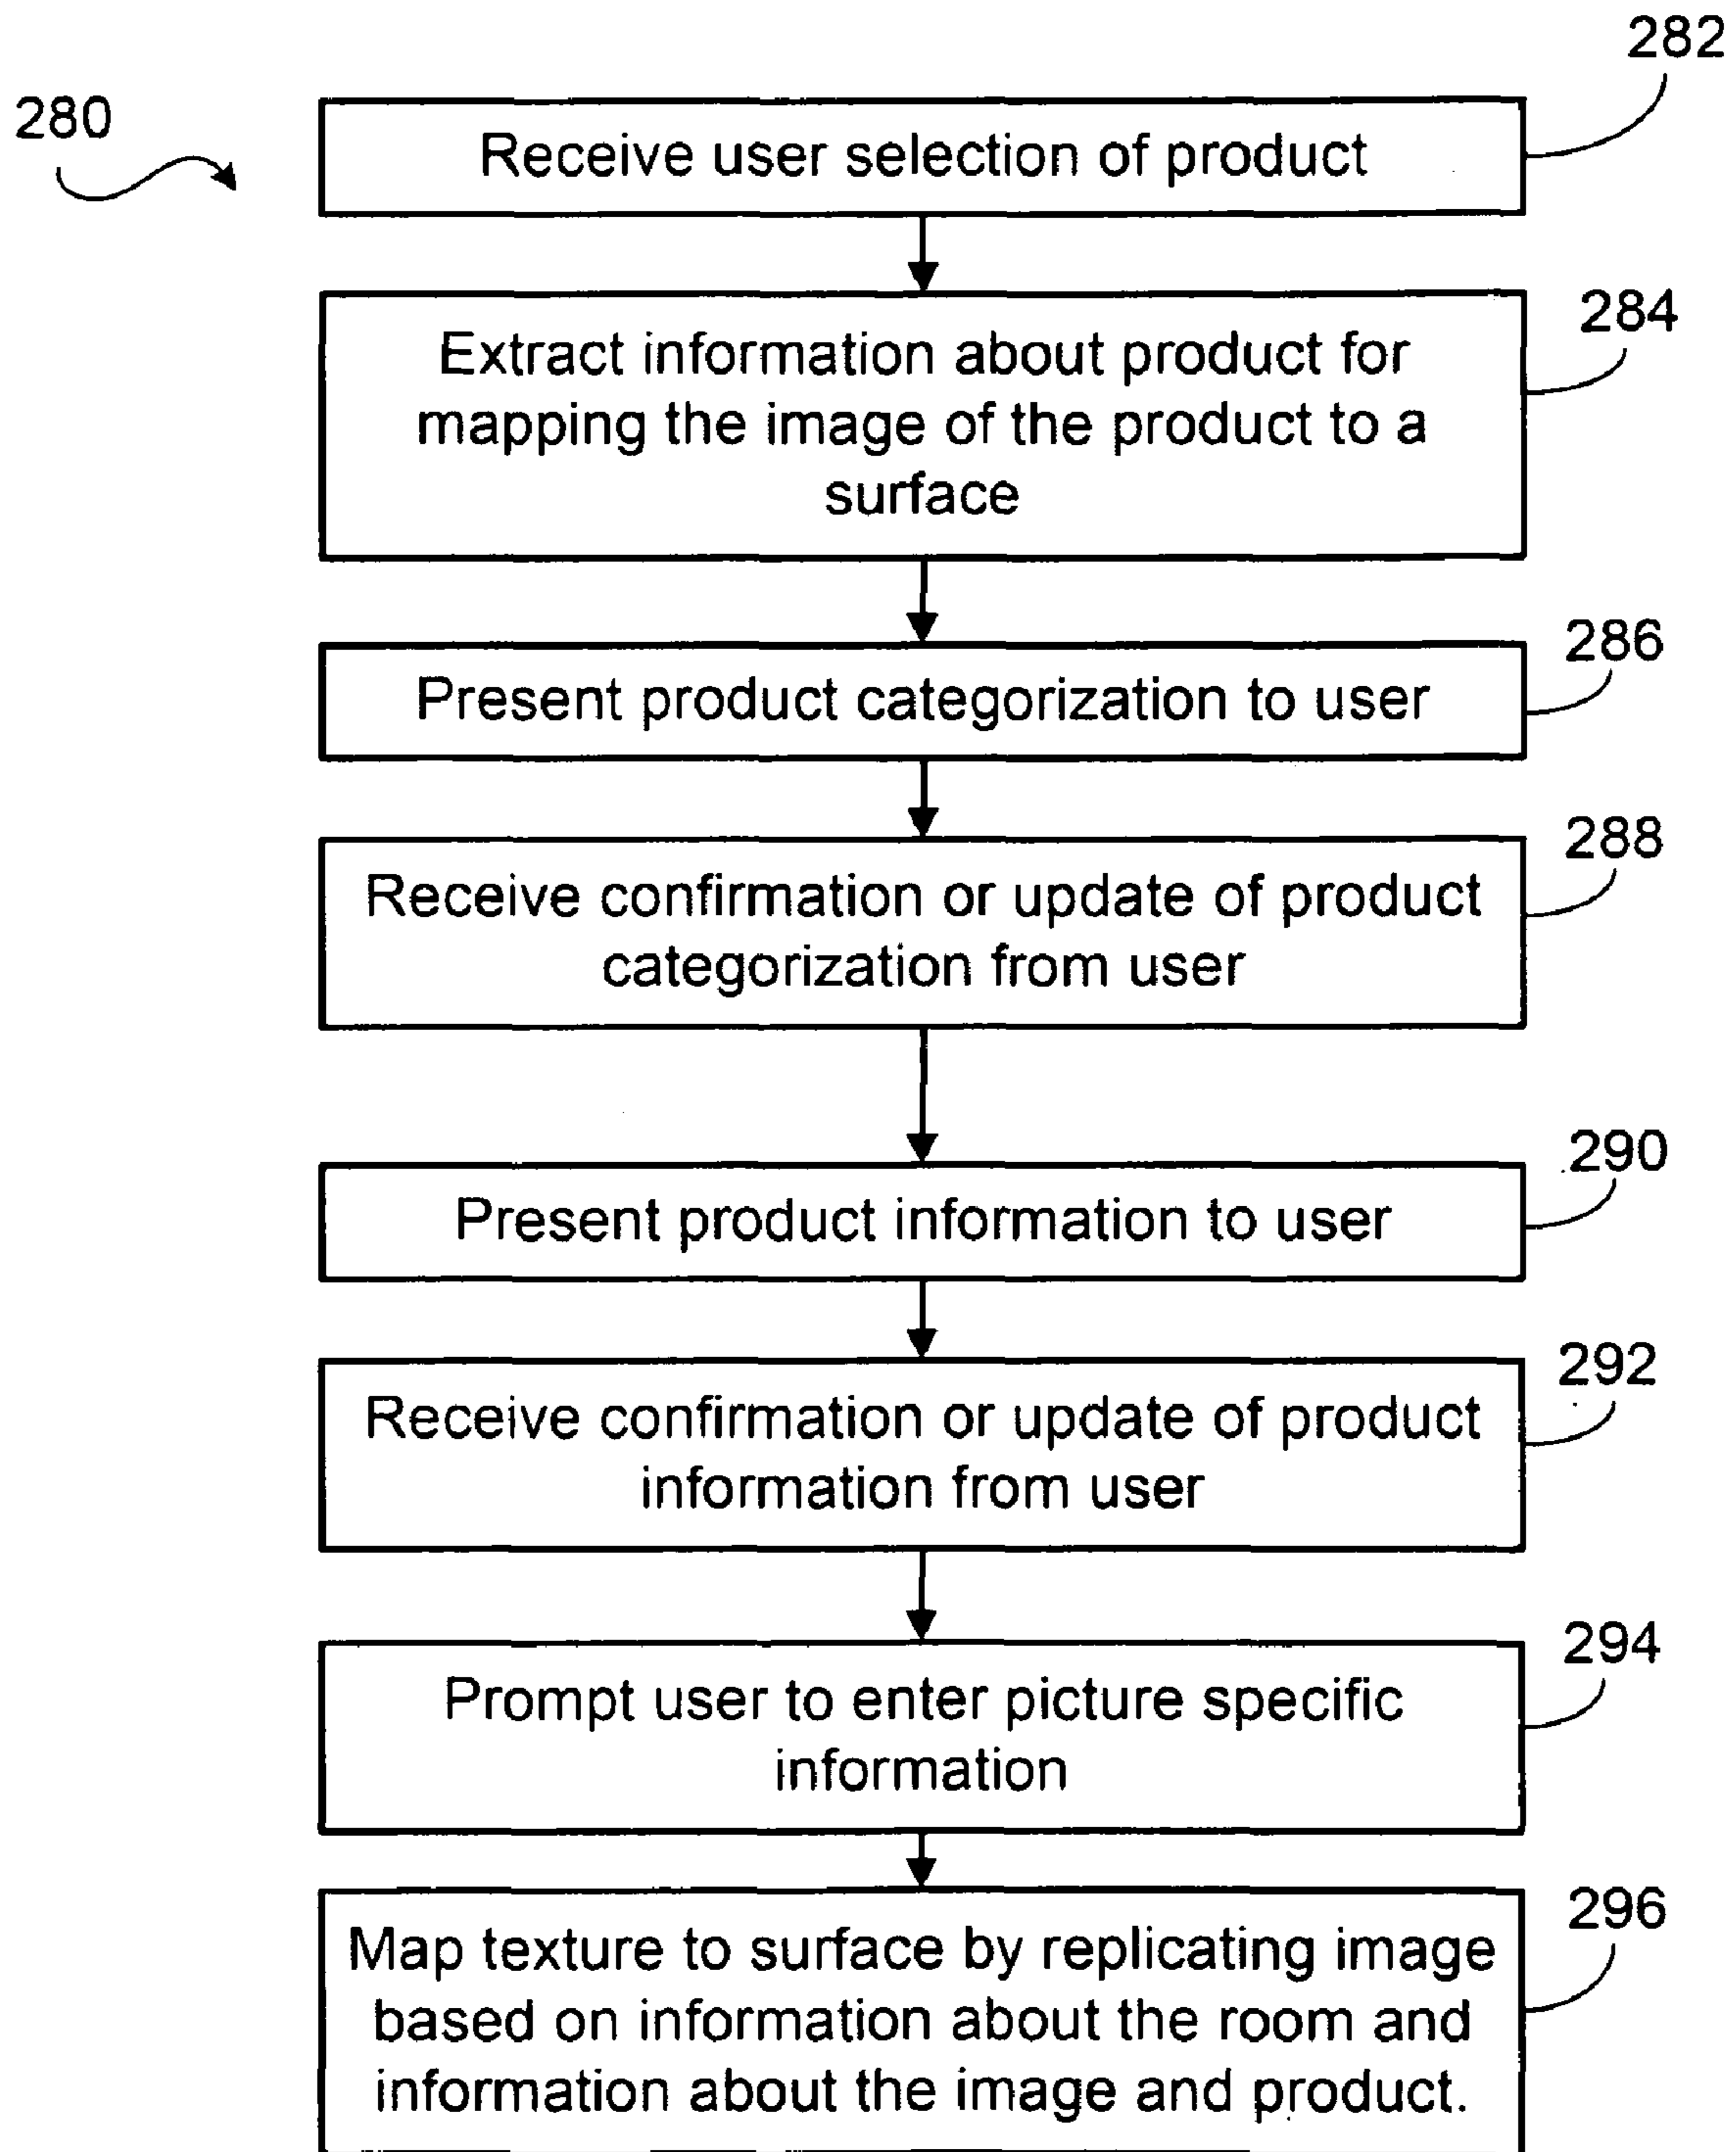 282
280
Receive user selection of product
284
Extract information about product for
mapping the image of the product to a
surface
286
Present product categorization to user
288
Receive confirmation or update of product
categorization from user
290
Present product information to user
292
Receive confirmation or update of product
information from user
294
Prompt user to enter picture specific
information
296
Map texture to surface by replicating image
based on information about the room and
information about the image and product.